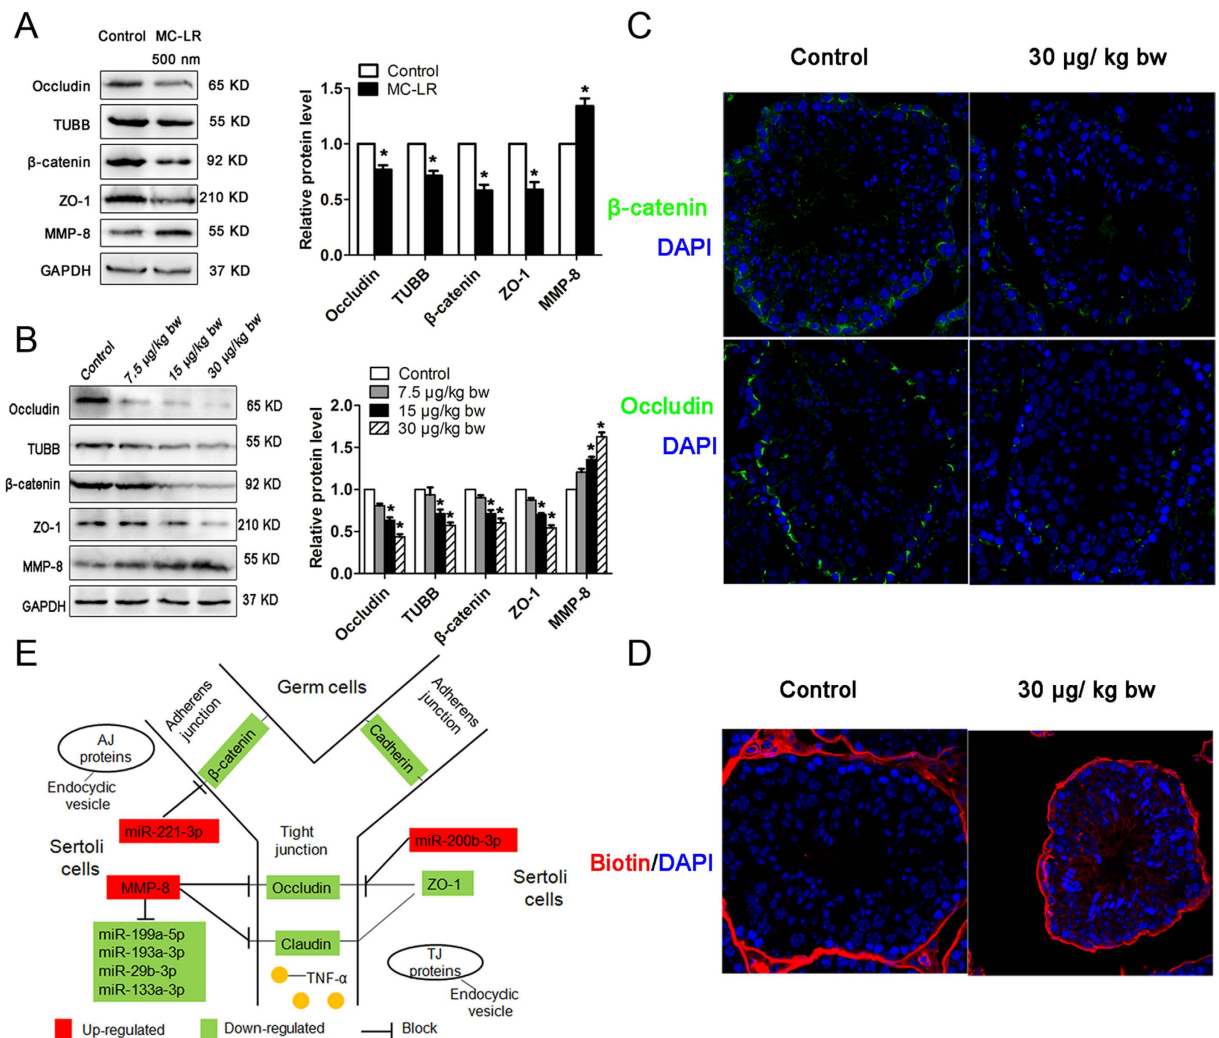 A
Control MC-LR
500 nm
Occludin 65 KD
TUBB 55 KD
β-catenin 92 KD
ZO-1 210 KD
MMP-8 55 KD
GAPDH 37 KD
Control
MC-LR
Relative protein level
1.5
1.0
0.5
0.0
* * * * *
Occludin TUBB β-catenin ZO-1 MMP-8
B
Control 7.5 µg/kg bw 15 µg/kg bw 30 µg/kg bw
Occludin 65 KD
TUBB 55 KD
β-catenin 92 KD
ZO-1 210 KD
MMP-8 55 KD
GAPDH 37 KD
Control
7.5 µg/kg bw
15 µg/kg bw
30 µg/kg bw
Relative protein level
2.0
1.5
1.0
0.5
0.0
* * * * * * * * * *
Occludin TUBB β-catenin ZO-1 MMP-8
C
Control 30 µg/ kg bw
β-catenin
DAPI
Occludin
DAPI
D
Control 30 µg/ kg bw
Biotin/DAPI
E
Germ cells
Adherens
junction
Adherens
junction
β-catenin
Cadherin
AJ
proteins
Endocydic
vesicle
miR-221-3p
Tight
junction
miR-200b-3p
Sertoli
cells
MMP-8
Occludin
ZO-1
Sertoli
cells
miR-199a-5p
miR-193a-3p
miR-29b-3p
miR-133a-3p
Claudin
TNF-α
TJ
proteins
Endocydic
vesicle
Up-regulated Down-regulated Block